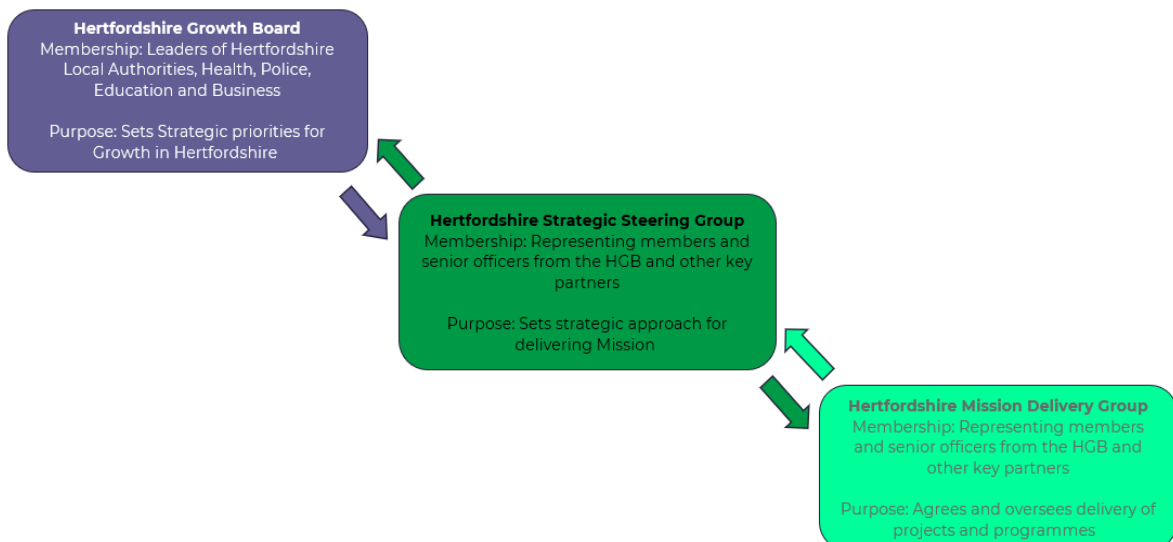 Hertfordshire Growth Board
Membership: Leaders of Hertfordshire
Local Authorities, Health, Police,
Education and Business
Purpose: Sets Strategic priorities for
Growth in Hertfordshire
Hertfordshire Strategic Steering Group
Membership: Representing members and
senior officers from the HGB and other key
partners
Purpose: Sets strategic approach for
delivering Mission
Hertfordshire Mission Delivery Group
Membership: Representing members
and senior officers from the HGB and
other key partners
Purpose: Agrees and oversees delivery of
projects and programmes